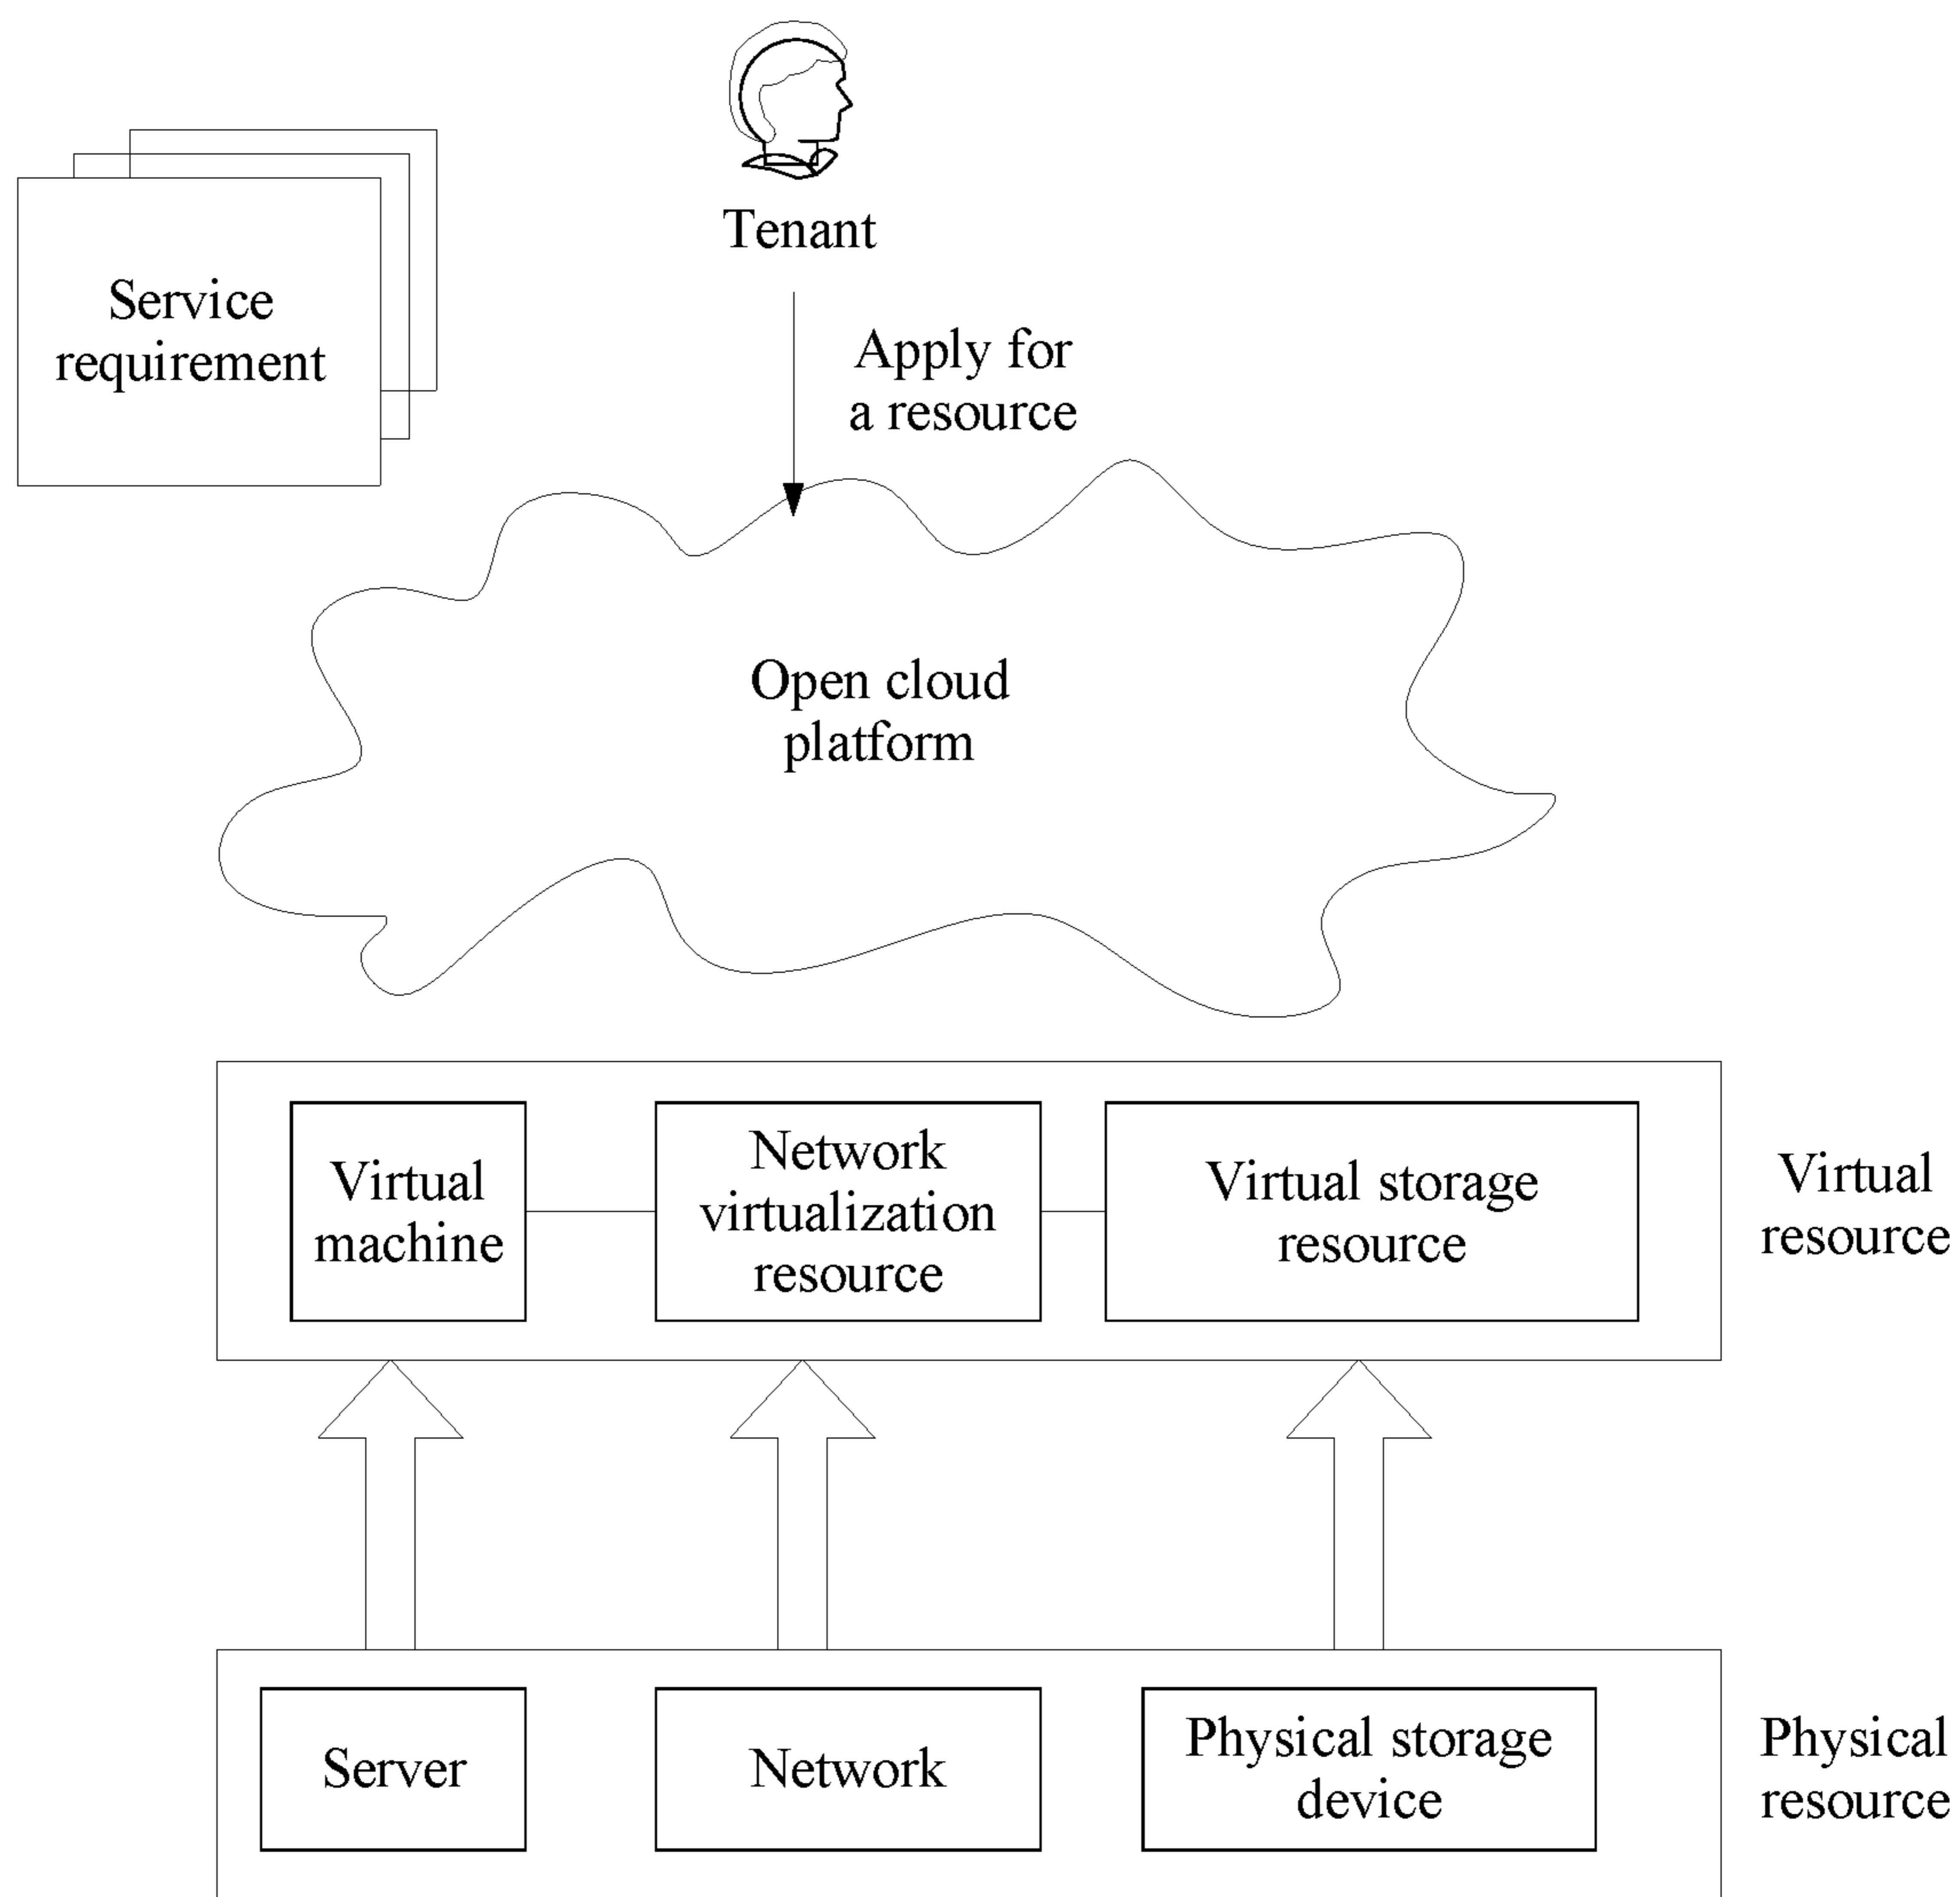 Tenant
Service
requirement
Apply for
a resource
Open cloud
platform
Virtual
machine
Network
virtualization
resource
Virtual storage
resource
Virtual
resource
Server
Network
Physical storage
device
Physical
resource